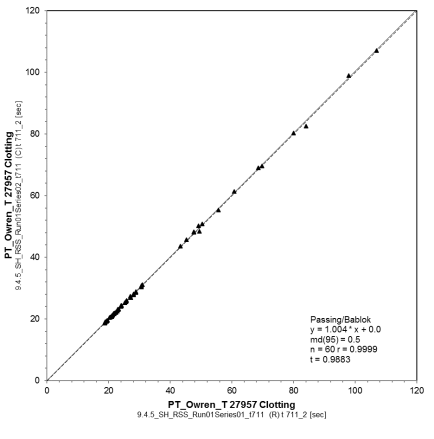 120
100
80
60
40
20
0
PT_Owren_T 27957 Clotting
9.4.5_SH_RSS_Run01Series02_t711 (C) t 711_2 [sec]
Passing/Bablok
y = 1.004 * x + 0.0
md(95) = 0.5
n = 60 r = 0.9999
t = 0.9883
0 20 40 60 80 100 120
PT_Owren_T 27957 Clotting
9.4.5_SH_RSS_Run01Series01_t711 (R) t 711_2 [sec]